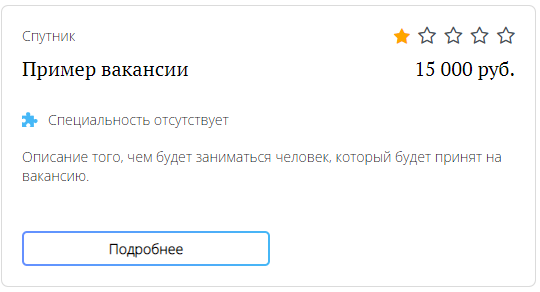 Спутник
Пример вакансии
15 000 руб.
Специальность отсутствует
Описание того, чем будет заниматься человек, который будет принят на
вакансию.
Подробнее